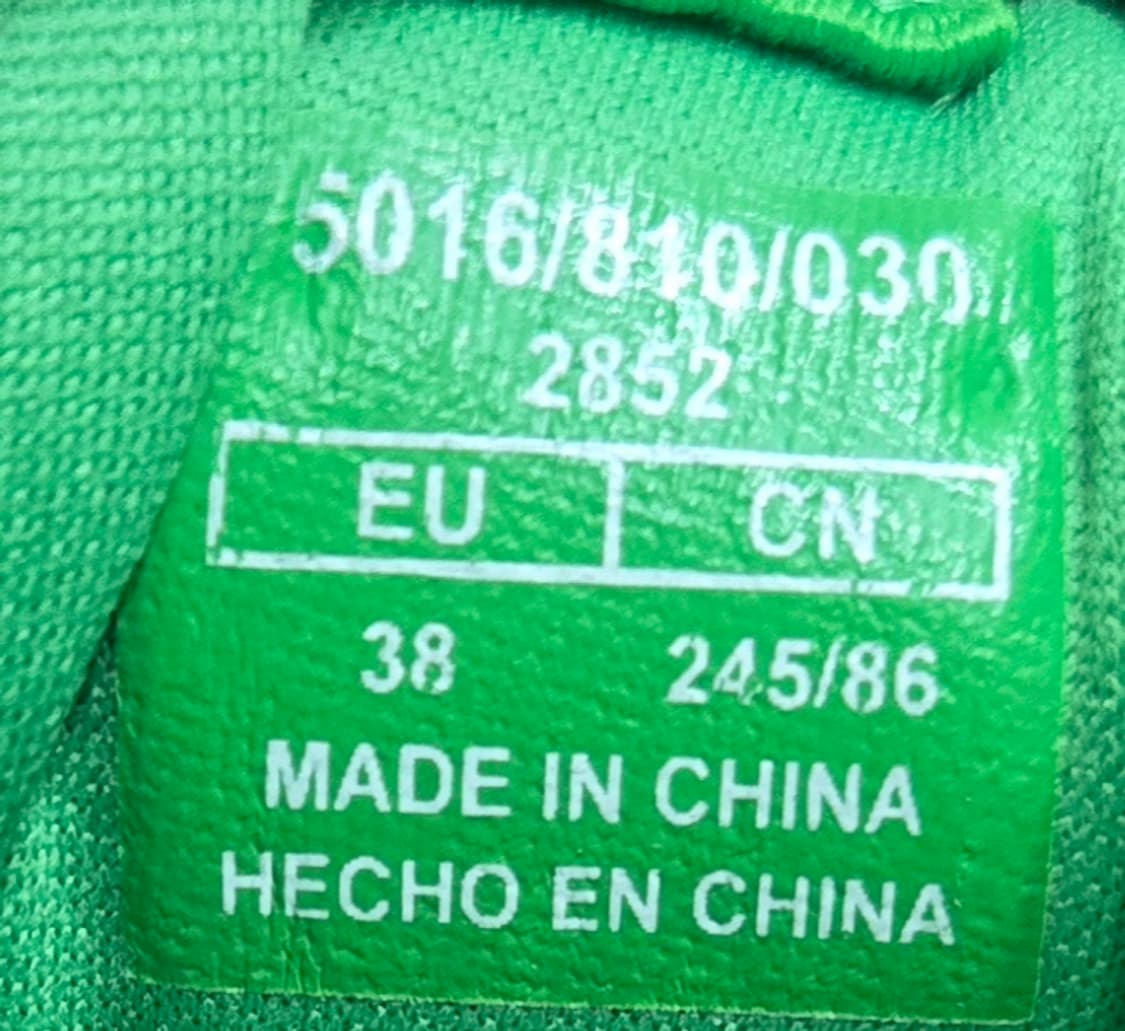 5016/810/030
2852
EU CN
38 245/86
MADE IN CHINA
HECHO EN CHINA